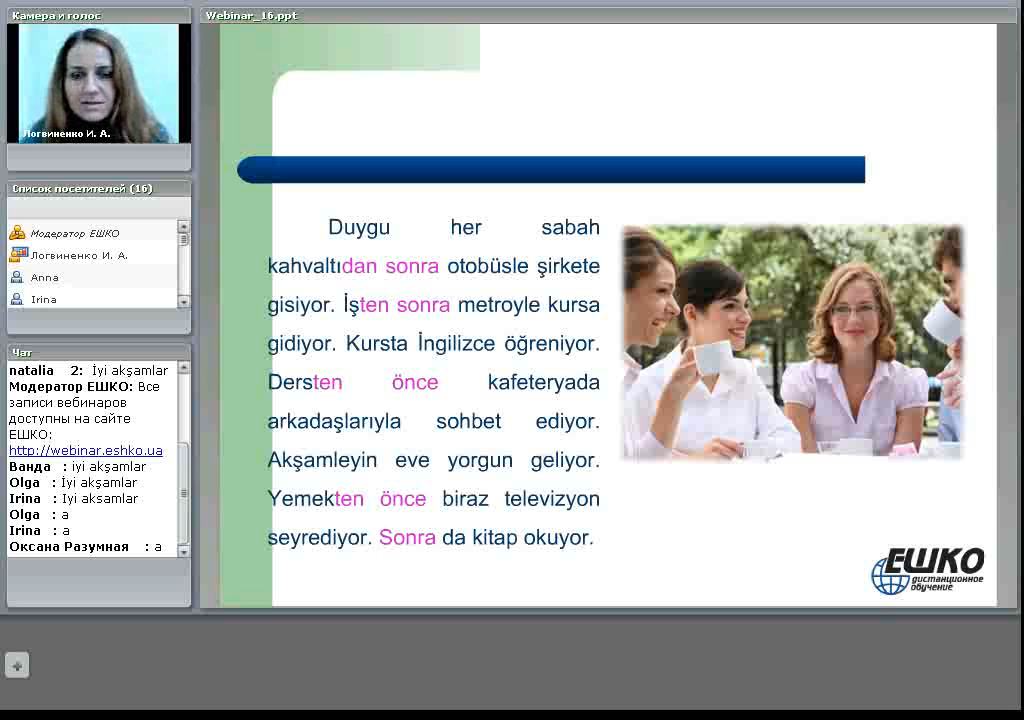 Камера и голос
Логвиненко И. А.
Список посетителей (16)
Модератор ЕШКО
Логвиненко И. А.
Anna
Irina
Чат
natalia 2: İyi akşamlar
Модератор ЕШКО: Все
записи вебинаров
доступны на сайте
ЕШКО:
http://webinar.eshko.ua
Ванда : iyi akşamlar
Olga : İyi akşamlar
Irina : Iyi aksamlar
Olga : a
Irina : a
Оксана Разумная : a
Webinar_16.ppt
Duygu her sabah
kahvaltıdan sonra otobüsle şirkete
gisiyor. İşten sonra metroyle kursa
gidiyor. Kursta İngilizce öğreniyor.
Dersten önce kafeteryada
arkadaşlarıyla sohbet ediyor.
Akşamleyin eve yorgun geliyor.
Yemekten önce biraz televizyon
seyrediyor. Sonra da kitap okuyor.
ЕШКО
дистанционное
обучение